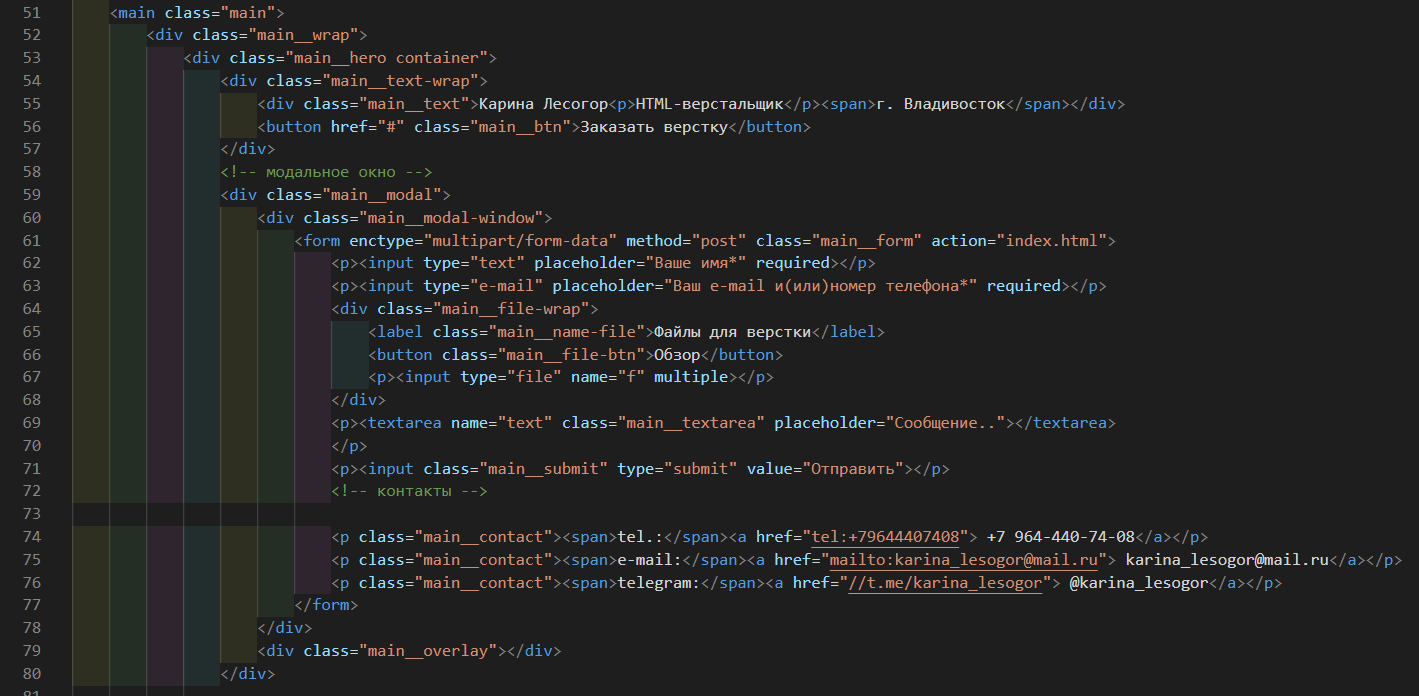 51 <main class="main">
52 <div class="main__wrap">
53 <div class="main__hero container">
54 <div class="main__text-wrap">
55 <div class="main__text">Карина Лесогор<p>HTML-верстальщик</p><span>г. Владивосток</span></div>
56 <button href="#" class="main__btn">Заказать верстку</button>
57 </div>
58 <!-- модальное окно -->
59 <div class="main__modal">
60 <div class="main__modal-window">
61 <form enctype="multipart/form-data" method="post" class="main__form" action="index.html">
62 <p><input type="text" placeholder="Ваше имя*" required></p>
63 <p><input type="e-mail" placeholder="Ваш e-mail и(или)номер телефона*" required></p>
64 <div class="main__file-wrap">
65 <label class="main__name-file">Файлы для верстки</label>
66 <button class="main__file-btn">Обзор</button>
67 <p><input type="file" name="f" multiple></p>
68 </div>
69 <p><textarea name="text" class="main__textarea" placeholder="Сообщение.."></textarea>
70 </p>
71 <p><input class="main__submit" type="submit" value="Отправить"></p>
72 <!-- контакты -->
73
74 <p class="main__contact"><span>tel.:</span><a href="tel:+79644407408"> +7 964-440-74-08</a></p>
75 <p class="main__contact"><span>e-mail:</span><a href="mailto:karina_lesogor@mail.ru"> karina_lesogor@mail.ru</a></p>
76 <p class="main__contact"><span>telegram:</span><a href="//t.me/karina_lesogor"> @karina_lesogor</a></p>
77 </form>
78 </div>
79 <div class="main__overlay"></div>
80 </div>
81